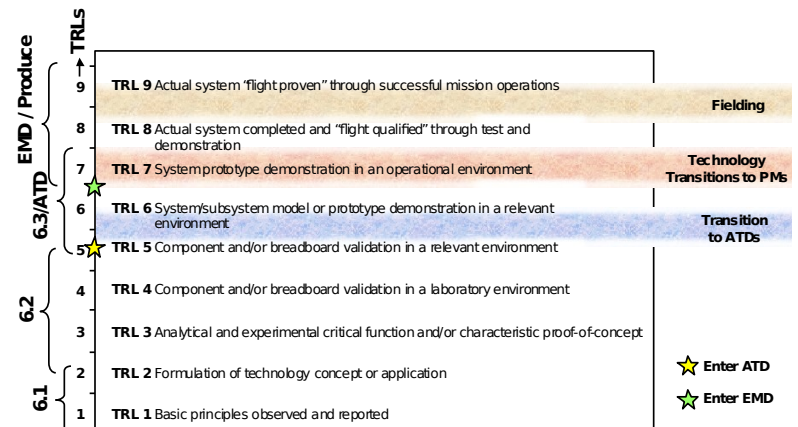 TRLs
EMD / Produce
6.3/ATD
6.2
6.1
9
TRL 9 Actual system “flight proven” through successful mission operations
Fielding
8
TRL 8 Actual system completed and “flight qualified” through test and
demonstration
7
TRL 7 System prototype demonstration in an operational environment
Technology
Transitions to PMs
6
TRL 6 System/subsystem model or prototype demonstration in a relevant
environment
Transition
to ATDs
5
TRL 5 Component and/or breadboard validation in a relevant environment
4
TRL 4 Component and/or breadboard validation in a laboratory environment
3
TRL 3 Analytical and experimental critical function and/or characteristic proof-of-concept
2
TRL 2 Formulation of technology concept or application
1
TRL 1 Basic principles observed and reported
Enter ATD
Enter EMD